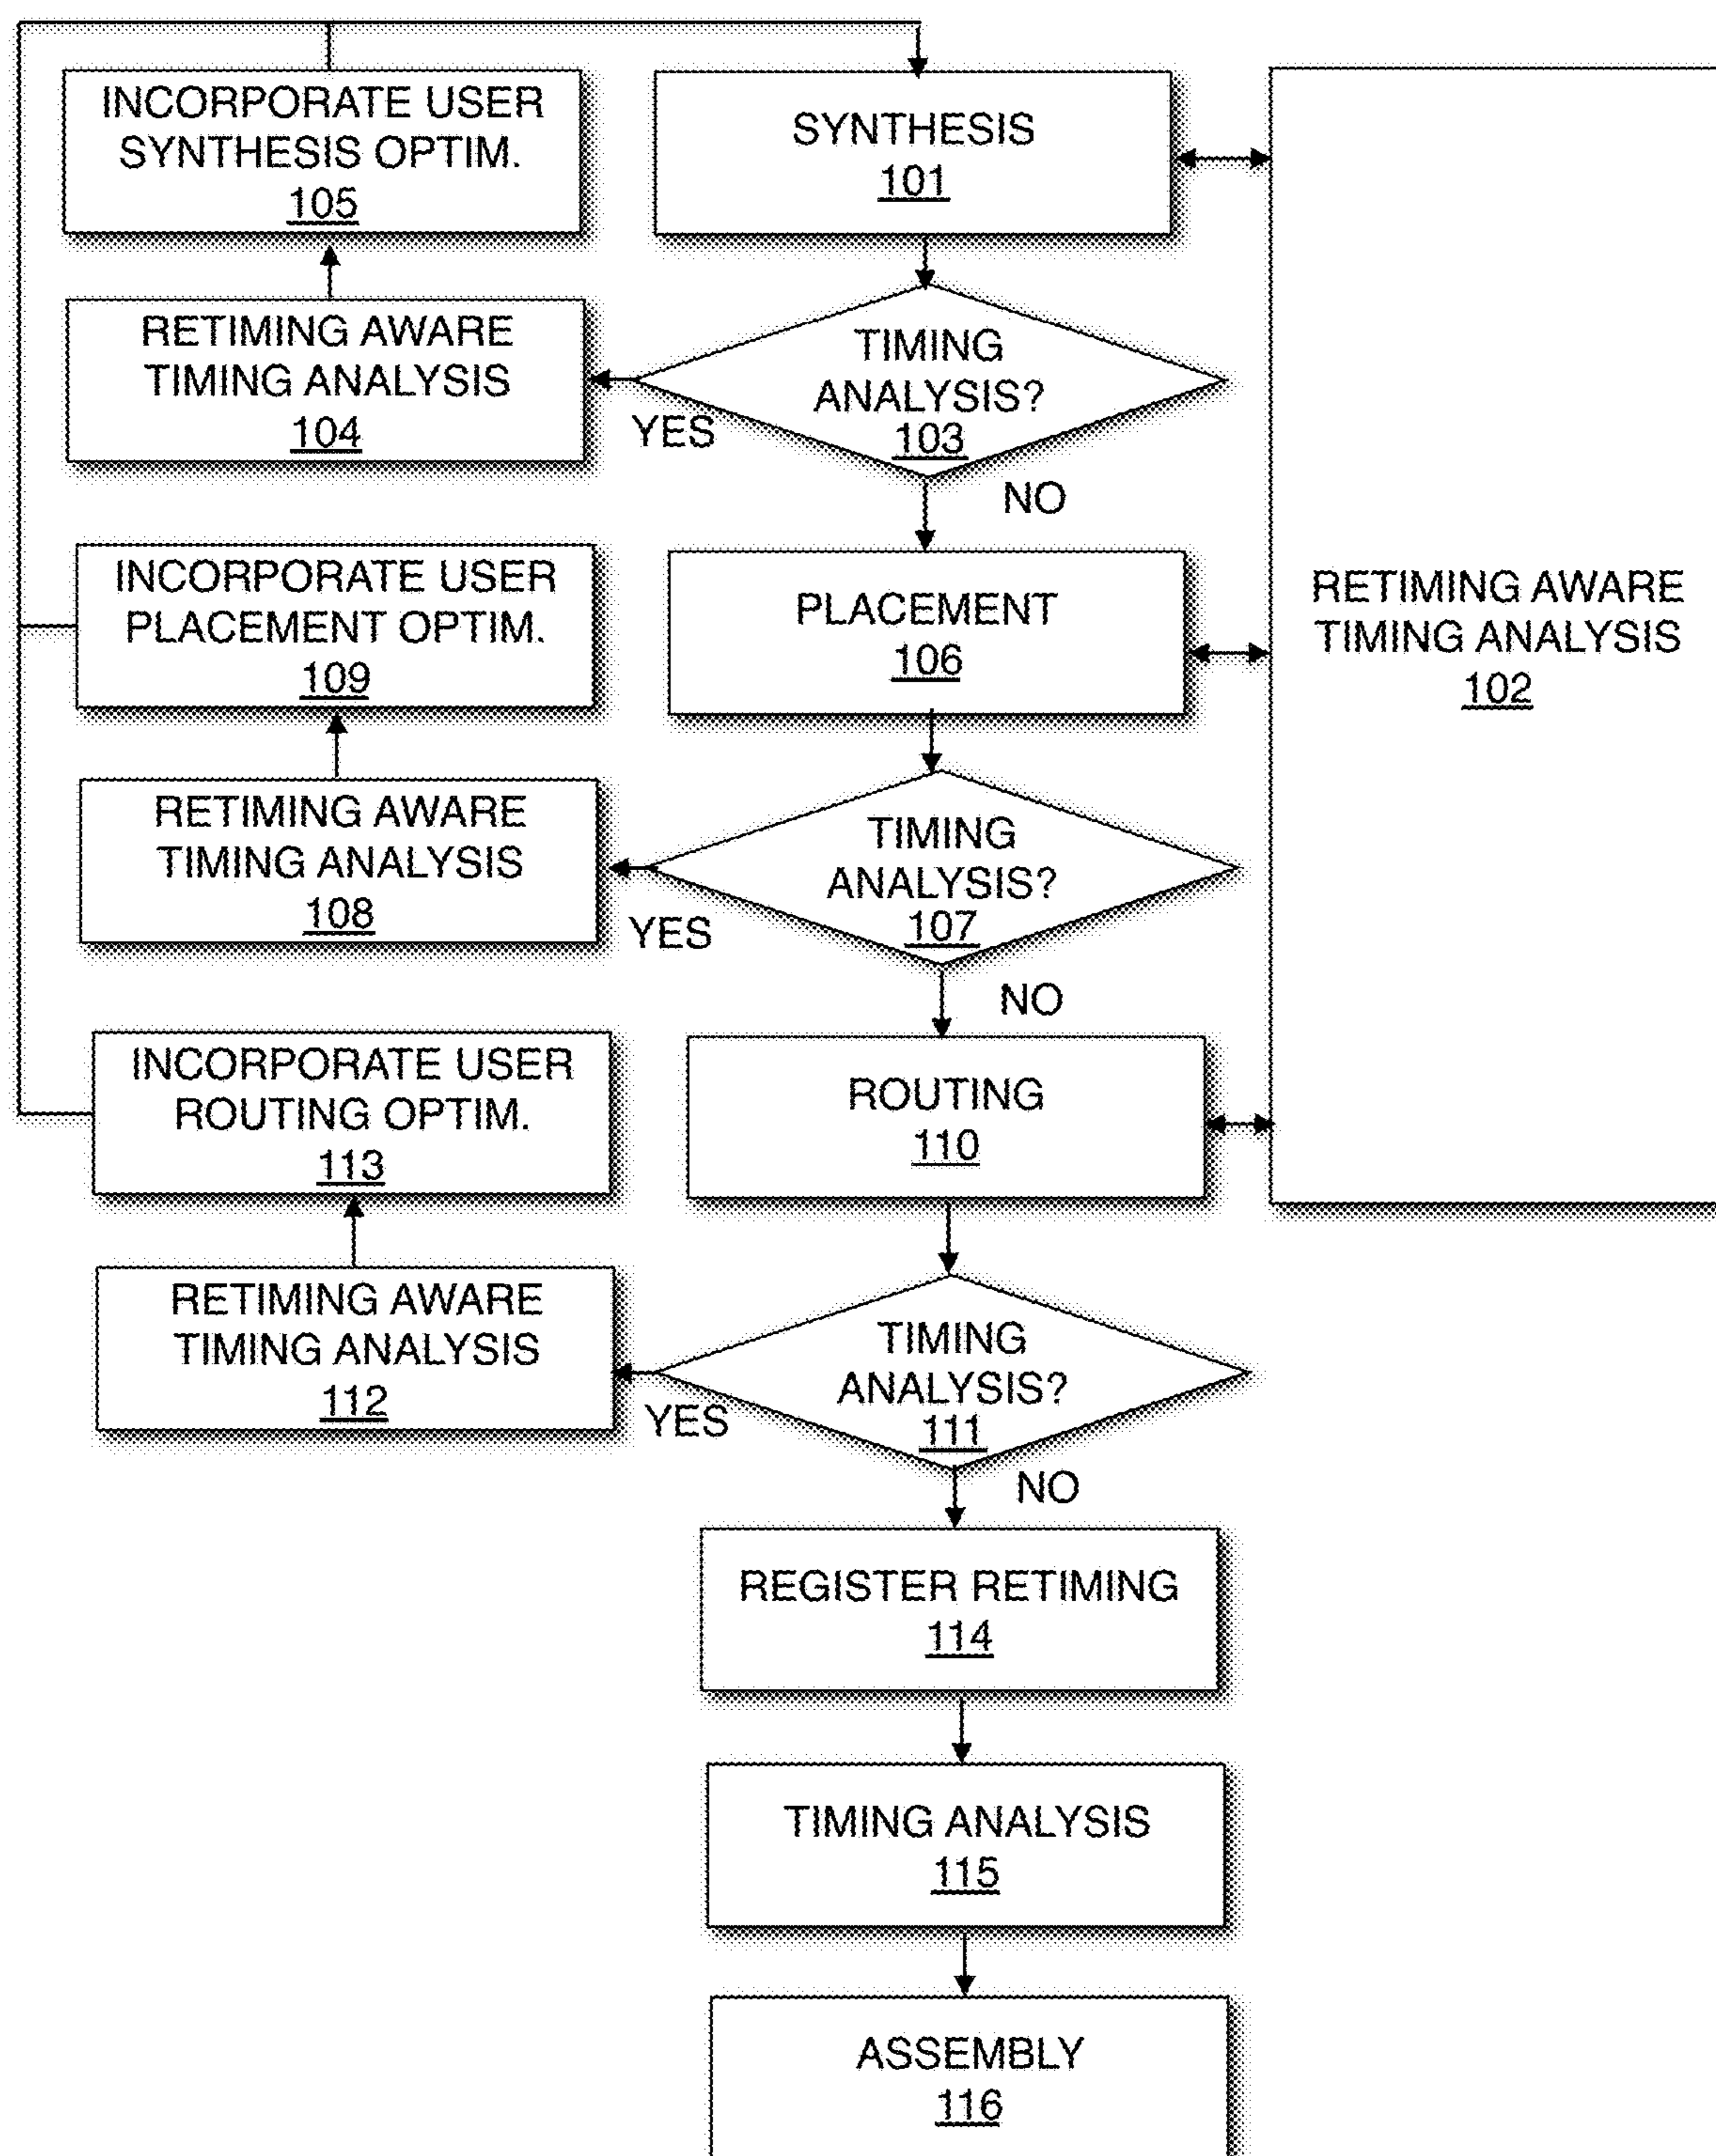 INCORPORATE USER
SYNTHESIS OPTIM.
105
SYNTHESIS
101
RETIMING AWARE
TIMING ANALYSIS
104
TIMING
ANALYSIS?
103
YES
NO
INCORPORATE USER
PLACEMENT OPTIM.
109
PLACEMENT
106
RETIMING AWARE
TIMING ANALYSIS
102
RETIMING AWARE
TIMING ANALYSIS
108
TIMING
ANALYSIS?
107
YES
NO
INCORPORATE USER
ROUTING OPTIM.
113
ROUTING
110
RETIMING AWARE
TIMING ANALYSIS
112
TIMING
ANALYSIS?
111
YES
NO
REGISTER RETIMING
114
TIMING ANALYSIS
115
ASSEMBLY
116